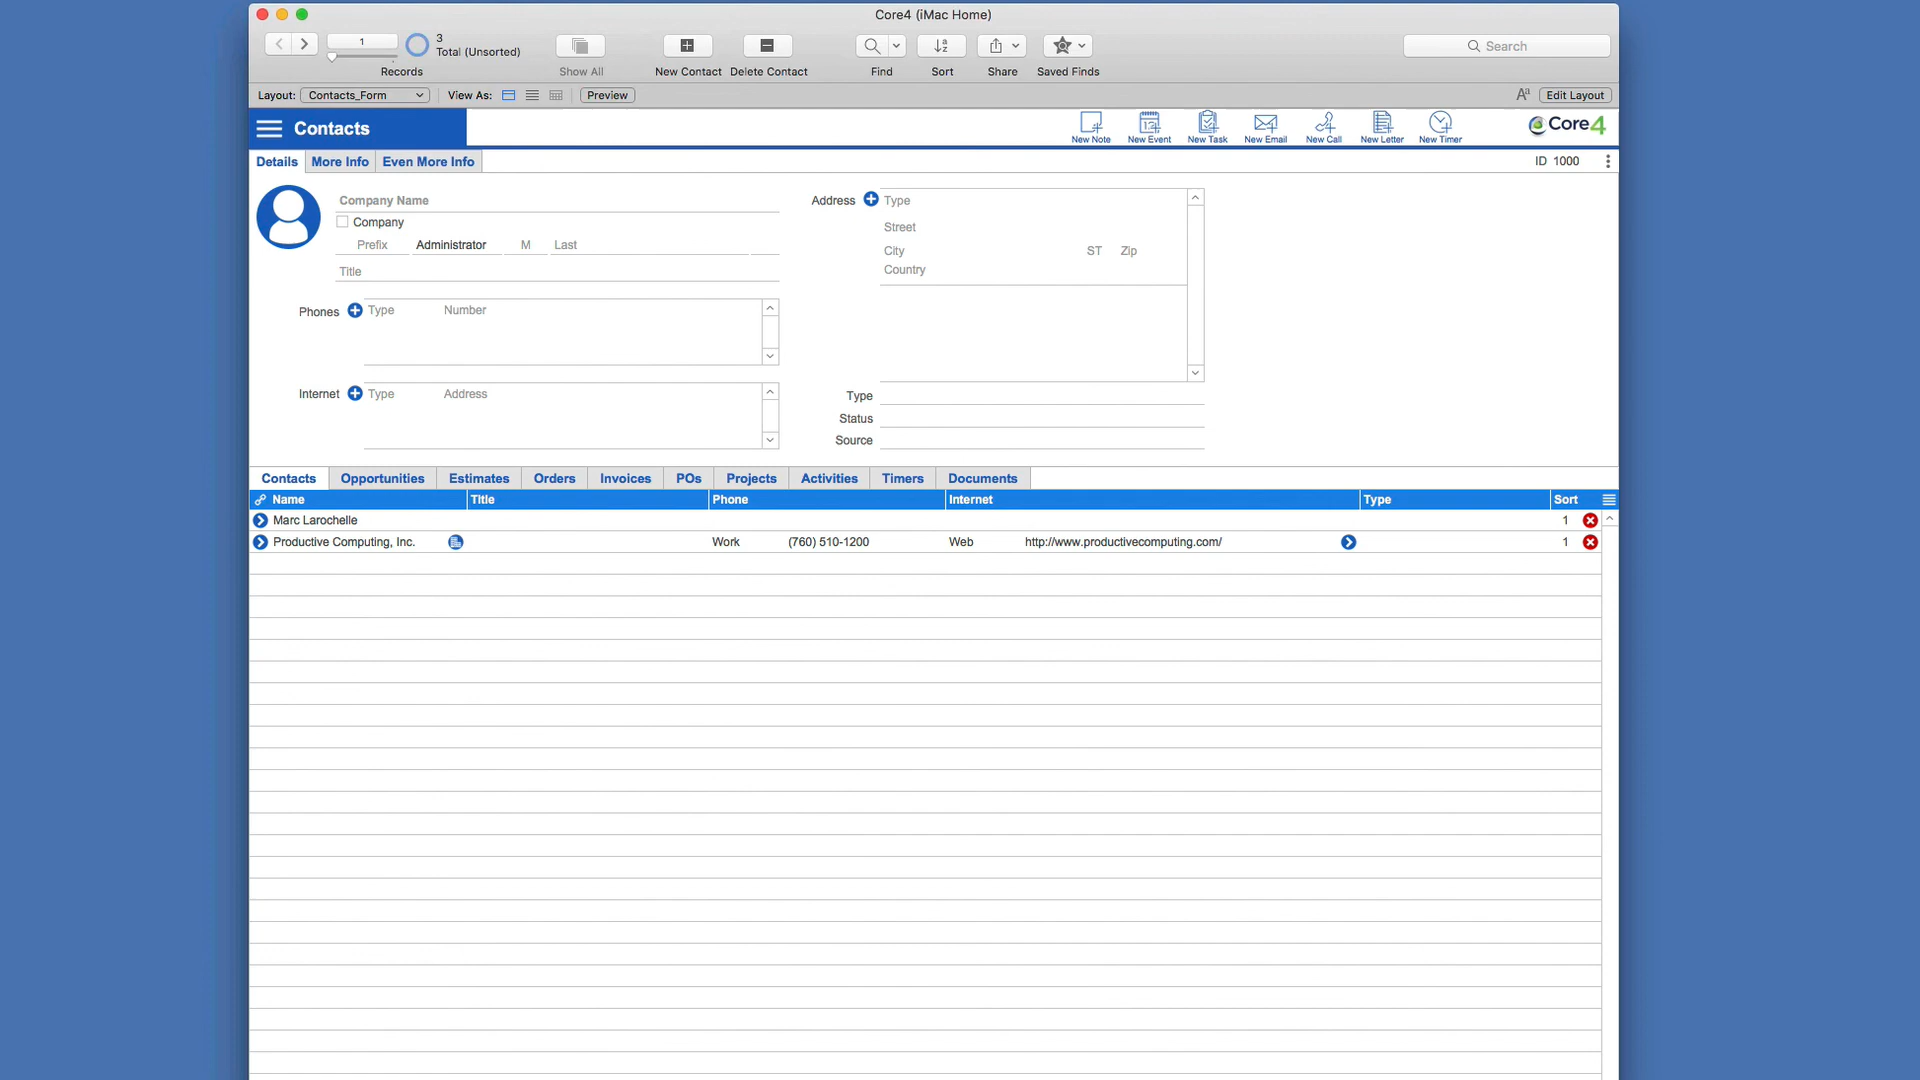 Core4 (iMac Home)
1
3
Total (Unsorted)
Search
Records
Show All
New Contact
Delete Contact
Find
Sort
Share
Saved Finds
Layout: Contacts_Form
View As:
Preview
Aª
Edit Layout
Contacts
New Note
New Event
New Task
New Email
New Call
New Letter
New Timer
Core4
Details
More Info
Even More Info
ID 1000
Company Name
Company
Prefix Administrator M Last
Title
Address Type
Street
City ST Zip
Country
Phones Type Number
Internet Type Address
Type
Status
Source
Contacts Opportunities Estimates Orders Invoices POs Projects Activities Timers Documents
Name Title Phone Internet Type Sort
Marc Larochelle 1
Productive Computing, Inc. Work (760) 510-1200 Web http://www.productivecomputing.com/ 1